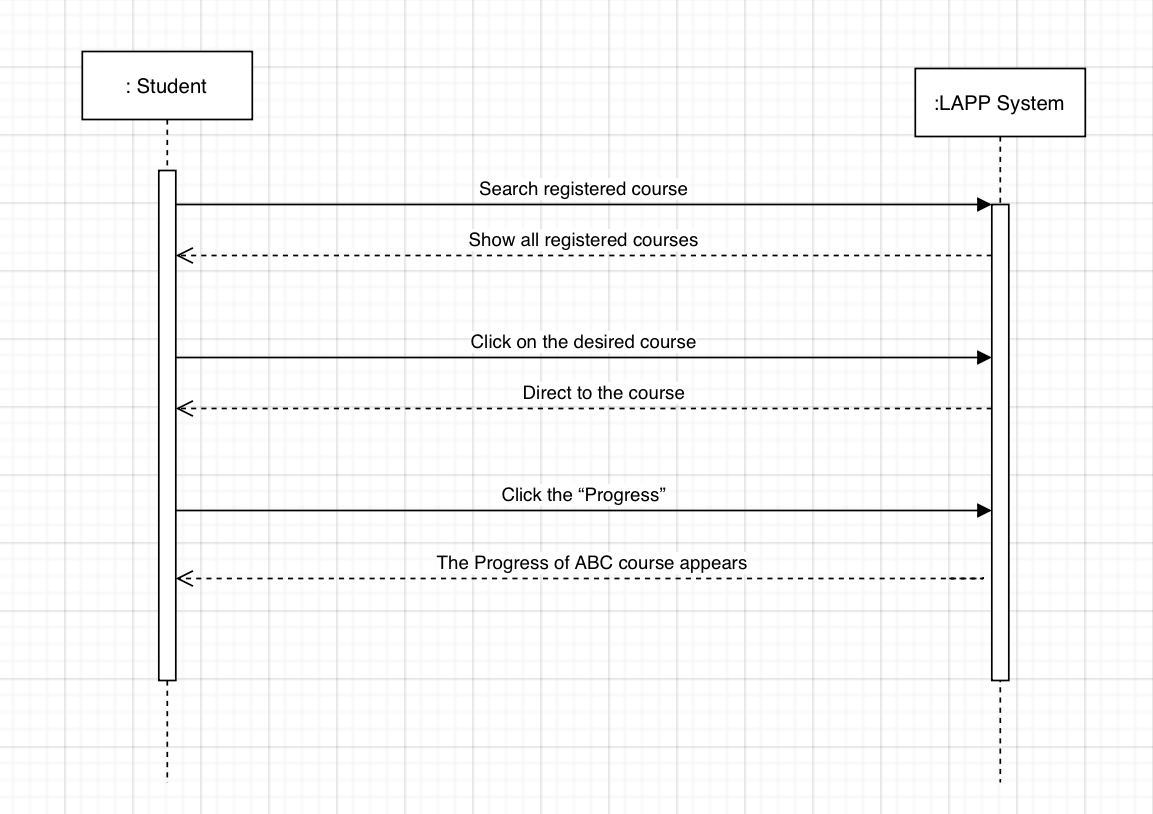 : Student
:LAPP System
Search registered course
Show all registered courses
Click on the desired course
Direct to the course
Click the “Progress”
The Progress of ABC course appears